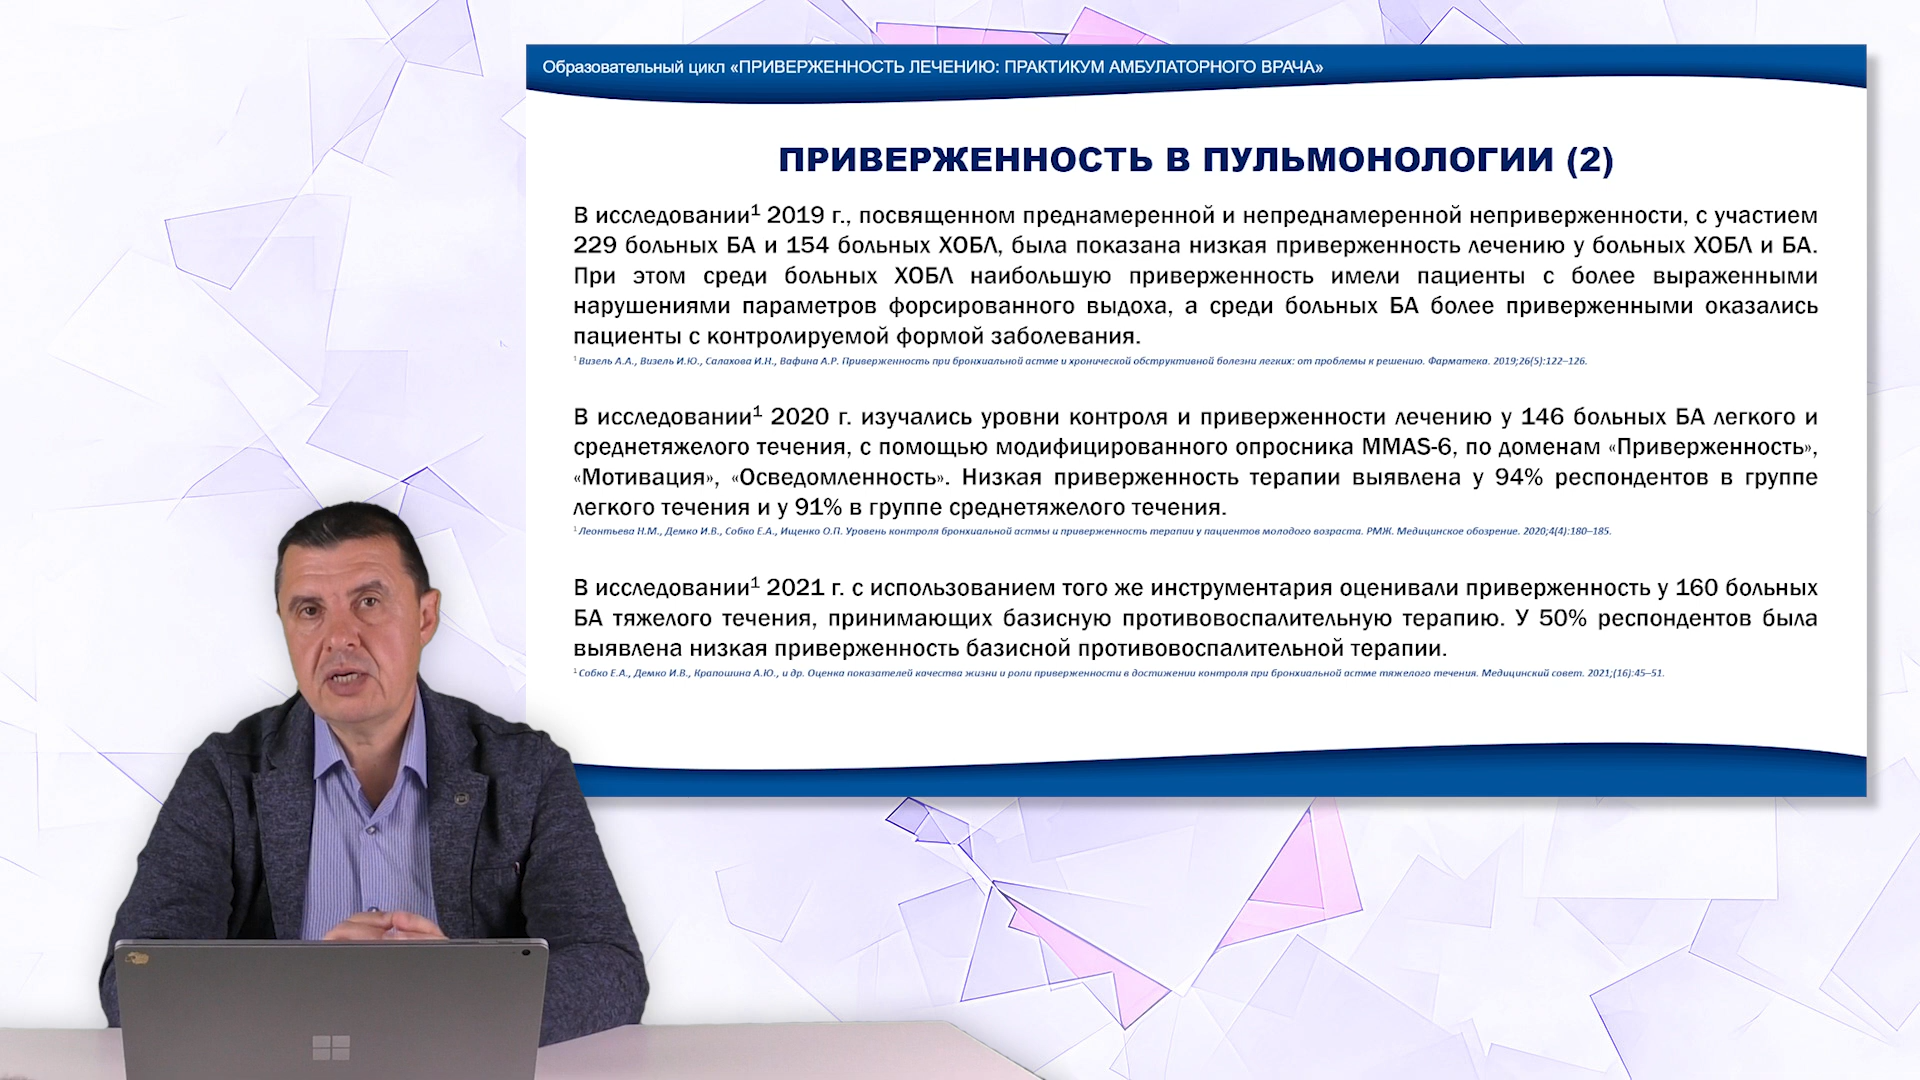 Образовательный цикл «ПРИВЕРЖЕННОСТЬ ЛЕЧЕНИЮ: ПРАКТИКУМ АМБУЛАТОРНОГО ВРАЧА»
ПРИВЕРЖЕННОСТЬ В ПУЛЬМОНОЛОГИИ (2)
В исследовании¹ 2019 г., посвященном преднамеренной и непреднамеренной неприверженности, с участием
229 больных БА и 154 больных ХОБЛ, была показана низкая приверженность лечению у больных ХОБЛ и БА.
При этом среди больных ХОБЛ наибольшую приверженность имели пациенты с более выраженными
нарушениями параметров форсированного выдоха, а среди больных БА более приверженными оказались
пациенты с контролируемой формой заболевания.
¹ Визель А.А., Визель И.Ю., Салахова И.Н., Вафина А.Р. Приверженность при бронхиальной астме и хронической обструктивной болезни легких: от проблемы к решению. Фарматека. 2019;26(5):122–126.
В исследовании¹ 2020 г. изучались уровни контроля и приверженности лечению у 146 больных БА легкого и
среднетяжелого течения, с помощью модифицированного опросника MMAS-6, по доменам «Приверженность»,
«Мотивация», «Осведомленность». Низкая приверженность терапии выявлена у 94% респондентов в группе
легкого течения и у 91% в группе среднетяжелого течения.
¹ Леонтьева Н.М., Демко И.В., Собко Е.А., Ищенко О.П. Уровень контроля бронхиальной астмы и приверженность терапии у пациентов молодого возраста. РМЖ. Медицинское обозрение. 2020;4(4):180–185.
В исследовании¹ 2021 г. с использованием того же инструментария оценивали приверженность у 160 больных
БА тяжелого течения, принимающих базисную противовоспалительную терапию. У 50% респондентов была
выявлена низкая приверженность базисной противовоспалительной терапии.
¹ Собко Е.А., Демко И.В., Крапошина А.Ю., и др. Оценка показателей качества жизни и роли приверженности в достижении контроля при бронхиальной астме тяжелого течения. Медицинский совет. 2021;(16):45–51.